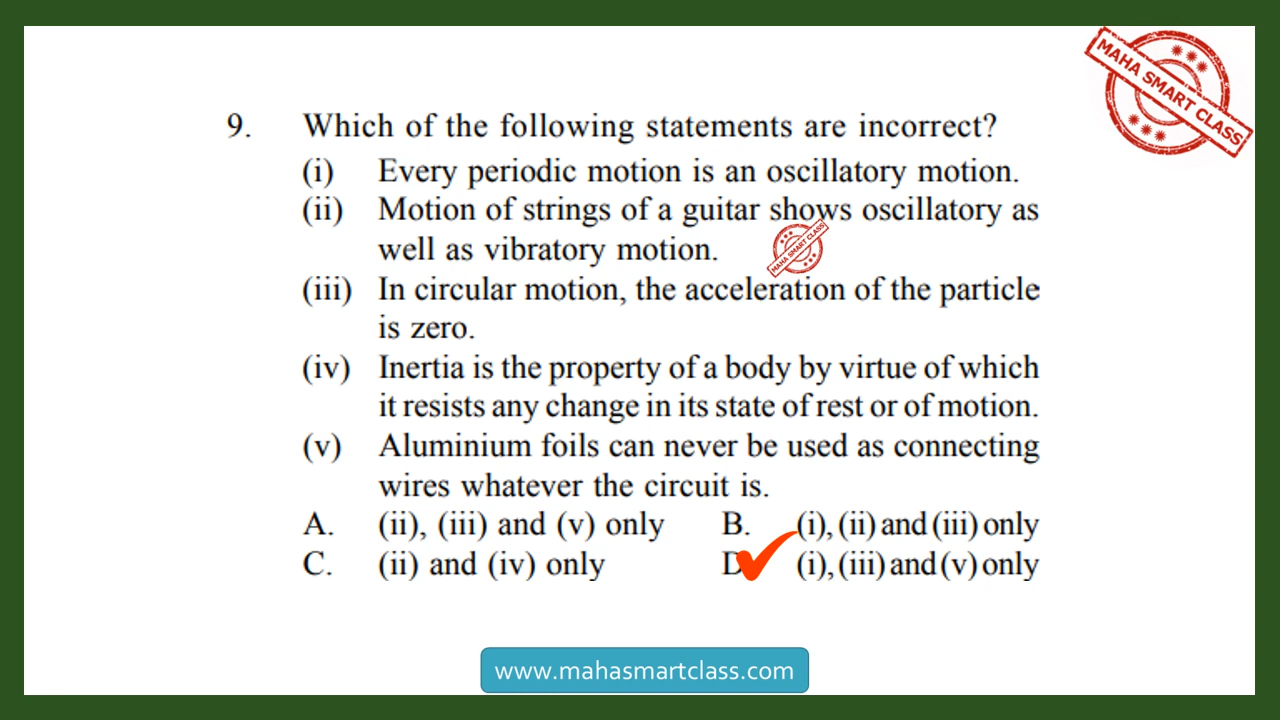 MAHA SMART CLASS
9. Which of the following statements are incorrect?
(i) Every periodic motion is an oscillatory motion.
(ii) Motion of strings of a guitar shows oscillatory as
well as vibratory motion.
MAHA SMART CLASS
(iii) In circular motion, the acceleration of the particle
is zero.
(iv) Inertia is the property of a body by virtue of which
it resists any change in its state of rest or of motion.
(v) Aluminium foils can never be used as connecting
wires whatever the circuit is.
A. (ii), (iii) and (v) only B. (i), (ii) and (iii) only
C. (ii) and (iv) only D (i), (iii) and (v) only
www.mahasmartclass.com